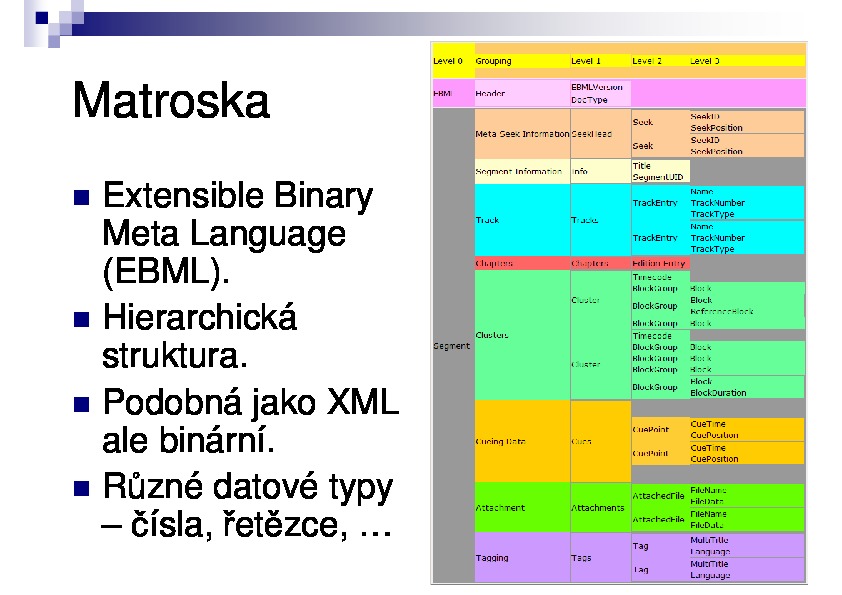 Matroska
Extensible Binary
Meta Language
(EBML).
Hierarchická
struktura.
Podobná jako XML
ale binární.
Různé datové typy
– čísla, řetězce, …
Level 0 Grouping Level 1 Level 2 Level 3
EBML Header EBMLVersion
DocType
Segment
Meta Seek Information SeekHead
Seek SeekID
SeekPosition
Seek SeekID
SeekPosition
Segment Information Info Title
SegmentUID
Track Tracks
TrackEntry Name
TrackNumber
TrackType
TrackEntry Name
TrackNumber
TrackType
Chapters Chapters Edition Entry
Clusters
Cluster
Timecode
BlockGroup Block
BlockGroup Block
ReferenceBlock
BlockGroup Block
Cluster
Timecode
BlockGroup Block
BlockGroup Block
BlockGroup Block
BlockGroup Block
BlockDuration
Cueing Data Cues
CuePoint CueTime
CuePosition
CuePoint CueTime
CuePosition
Attachment Attachments
AttachedFile FileName
FileData
AttachedFile FileName
FileData
Tagging Tags
Tag MultiTitle
Language
Tag MultiTitle
Language